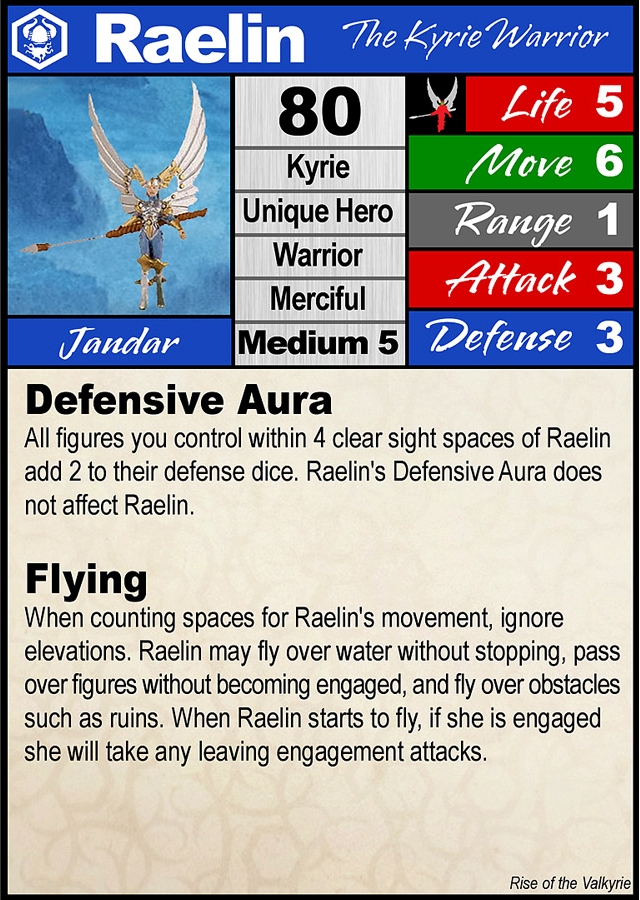 Raelin The Kyrie Warrior
80
Kyrie
Unique Hero
Warrior
Merciful
Medium 5
Life 5
Move 6
Range 1
Attack 3
Defense 3
Jandar
Defensive Aura
All figures you control within 4 clear sight spaces of Raelin
add 2 to their defense dice. Raelin's Defensive Aura does
not affect Raelin.
Flying
When counting spaces for Raelin's movement, ignore
elevations. Raelin may fly over water without stopping, pass
over figures without becoming engaged, and fly over obstacles
such as ruins. When Raelin starts to fly, if she is engaged
she will take any leaving engagement attacks.
Rise of the Valkyrie